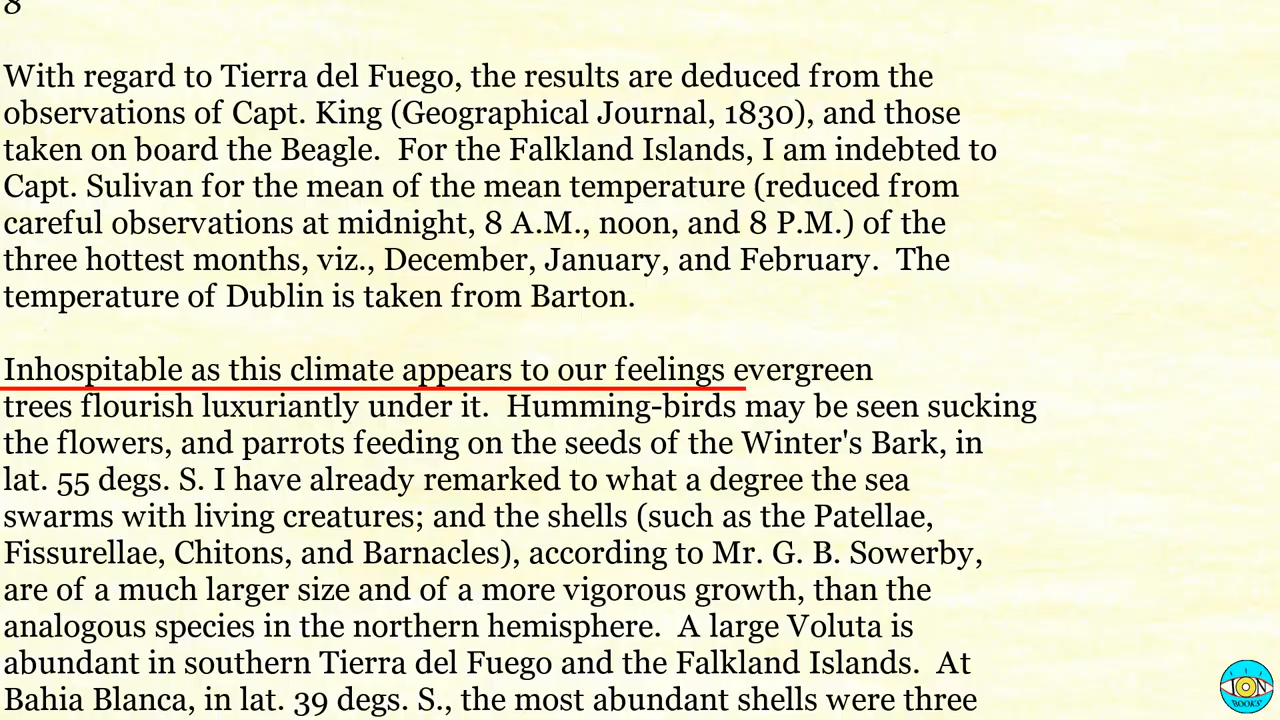 8
With regard to Tierra del Fuego, the results are deduced from the
observations of Capt. King (Geographical Journal, 1830), and those
taken on board the Beagle.  For the Falkland Islands, I am indebted to
Capt. Sulivan for the mean of the mean temperature (reduced from
careful observations at midnight, 8 A.M., noon, and 8 P.M.) of the
three hottest months, viz., December, January, and February.  The
temperature of Dublin is taken from Barton.
Inhospitable as this climate appears to our feelings evergreen
trees flourish luxuriantly under it.  Humming-birds may be seen sucking
the flowers, and parrots feeding on the seeds of the Winter's Bark, in
lat. 55 degs. S. I have already remarked to what a degree the sea
swarms with living creatures; and the shells (such as the Patellae,
Fissurellae, Chitons, and Barnacles), according to Mr. G. B. Sowerby,
are of a much larger size and of a more vigorous growth, than the
analogous species in the northern hemisphere.  A large Voluta is
abundant in southern Tierra del Fuego and the Falkland Islands.  At
Bahia Blanca, in lat. 39 degs. S., the most abundant shells were three
ION
BOOKS